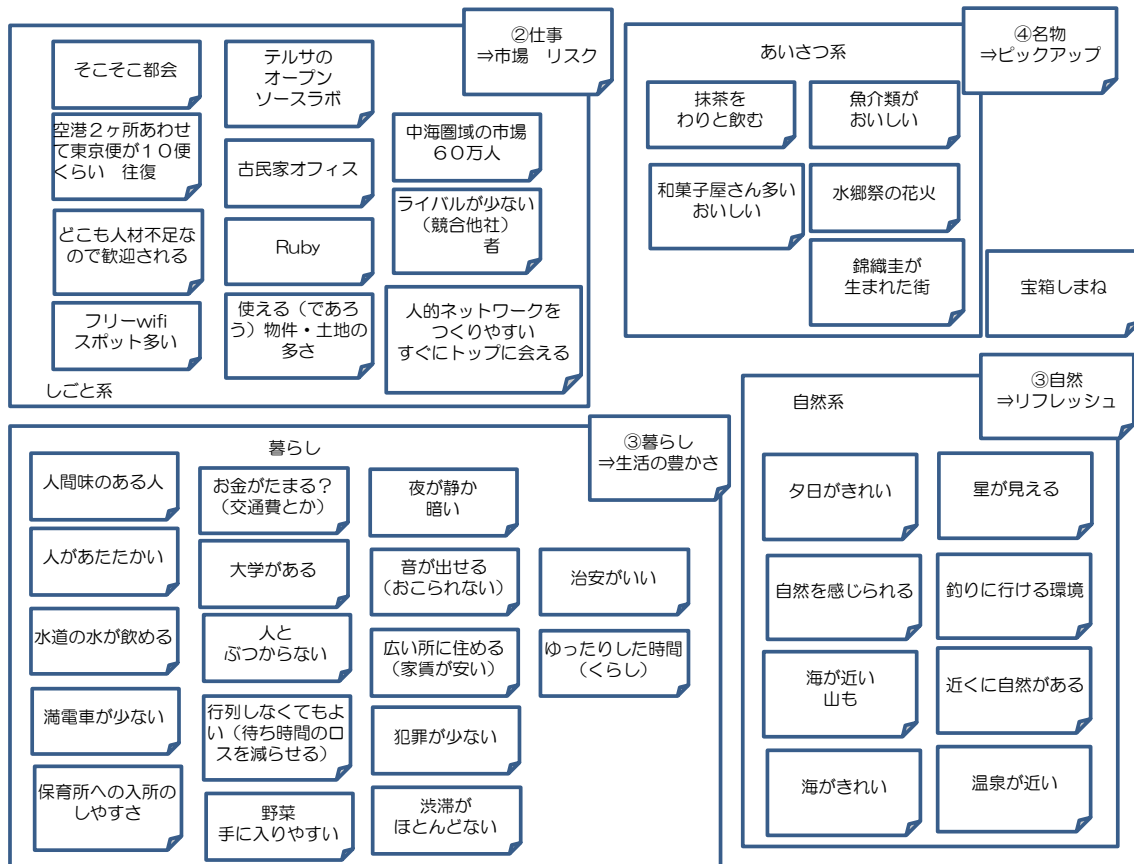 ②仕事
⇒市場　リスク
そこそこ都会
テルサの
オープン
ソースラボ
空港２ヶ所あわせ
て東京便が１０便
くらい　往復
古民家オフィス
中海圏域の市場
６０万人
どこも人材不足な
ので歓迎される
Ruby
ライバルが少ない
（競合他社）
者
フリーwifi
スポット多い
使える（であろ
う）物件・土地の
多さ
人的ネットワークを
つくりやすい
すぐにトップに会える
しごと系
④名物
⇒ピックアップ
あいさつ系
抹茶を
わりと飲む
魚介類が
おいしい
和菓子屋さん多い
おいしい
水郷祭の花火
錦織圭が
生まれた街
宝箱しまね
③暮らし
⇒生活の豊かさ
暮らし
人間味のある人
お金がたまる？
（交通費とか）
夜が静か
暗い
人があたたかい
大学がある
音が出せる
（おこられない）
治安がいい
水道の水が飲める
人と
ぶつからない
広い所に住める
（家賃が安い）
ゆったりした時間
（くらし）
満電車が少ない
行列しなくてもよ
い（待ち時間のロ
スを減らせる）
犯罪が少ない
保育所への入所の
しやすさ
野菜
手に入りやすい
渋滞が
ほとんどない
③自然
⇒リフレッシュ
自然系
夕日がきれい
星が見える
自然を感じられる
釣りに行ける環境
海が近い
山も
近くに自然がある
海がきれい
温泉が近い